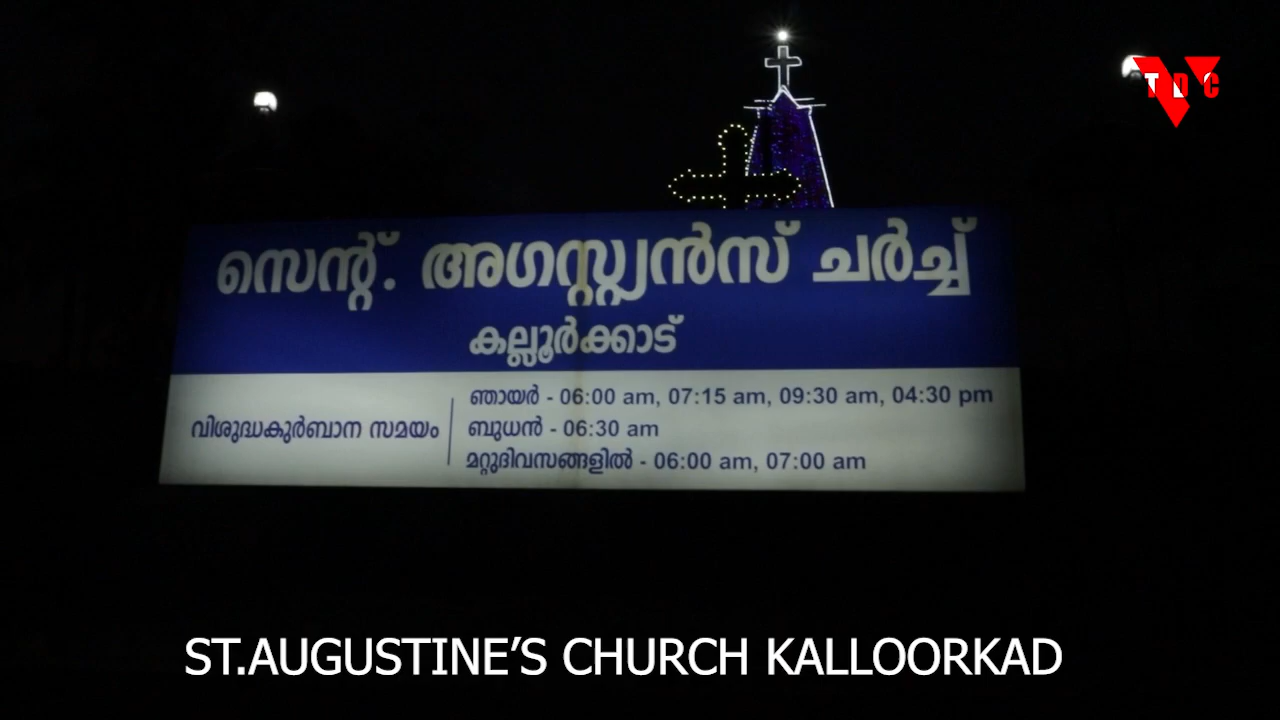 TDC
സെന്റ്. അഗസ്റ്റ്യൻസ് ചർച്ച്
കല്ലൂർക്കാട്
വിശുദ്ധകുർബാന സമയം
ഞായർ - 06:00 am, 07:15 am, 09:30 am, 04:30 pm
ബുധൻ - 06:30 am
മറ്റുദിവസങ്ങളിൽ - 06:00 am, 07:00 am
ST.AUGUSTINE’S CHURCH KALLOORKAD